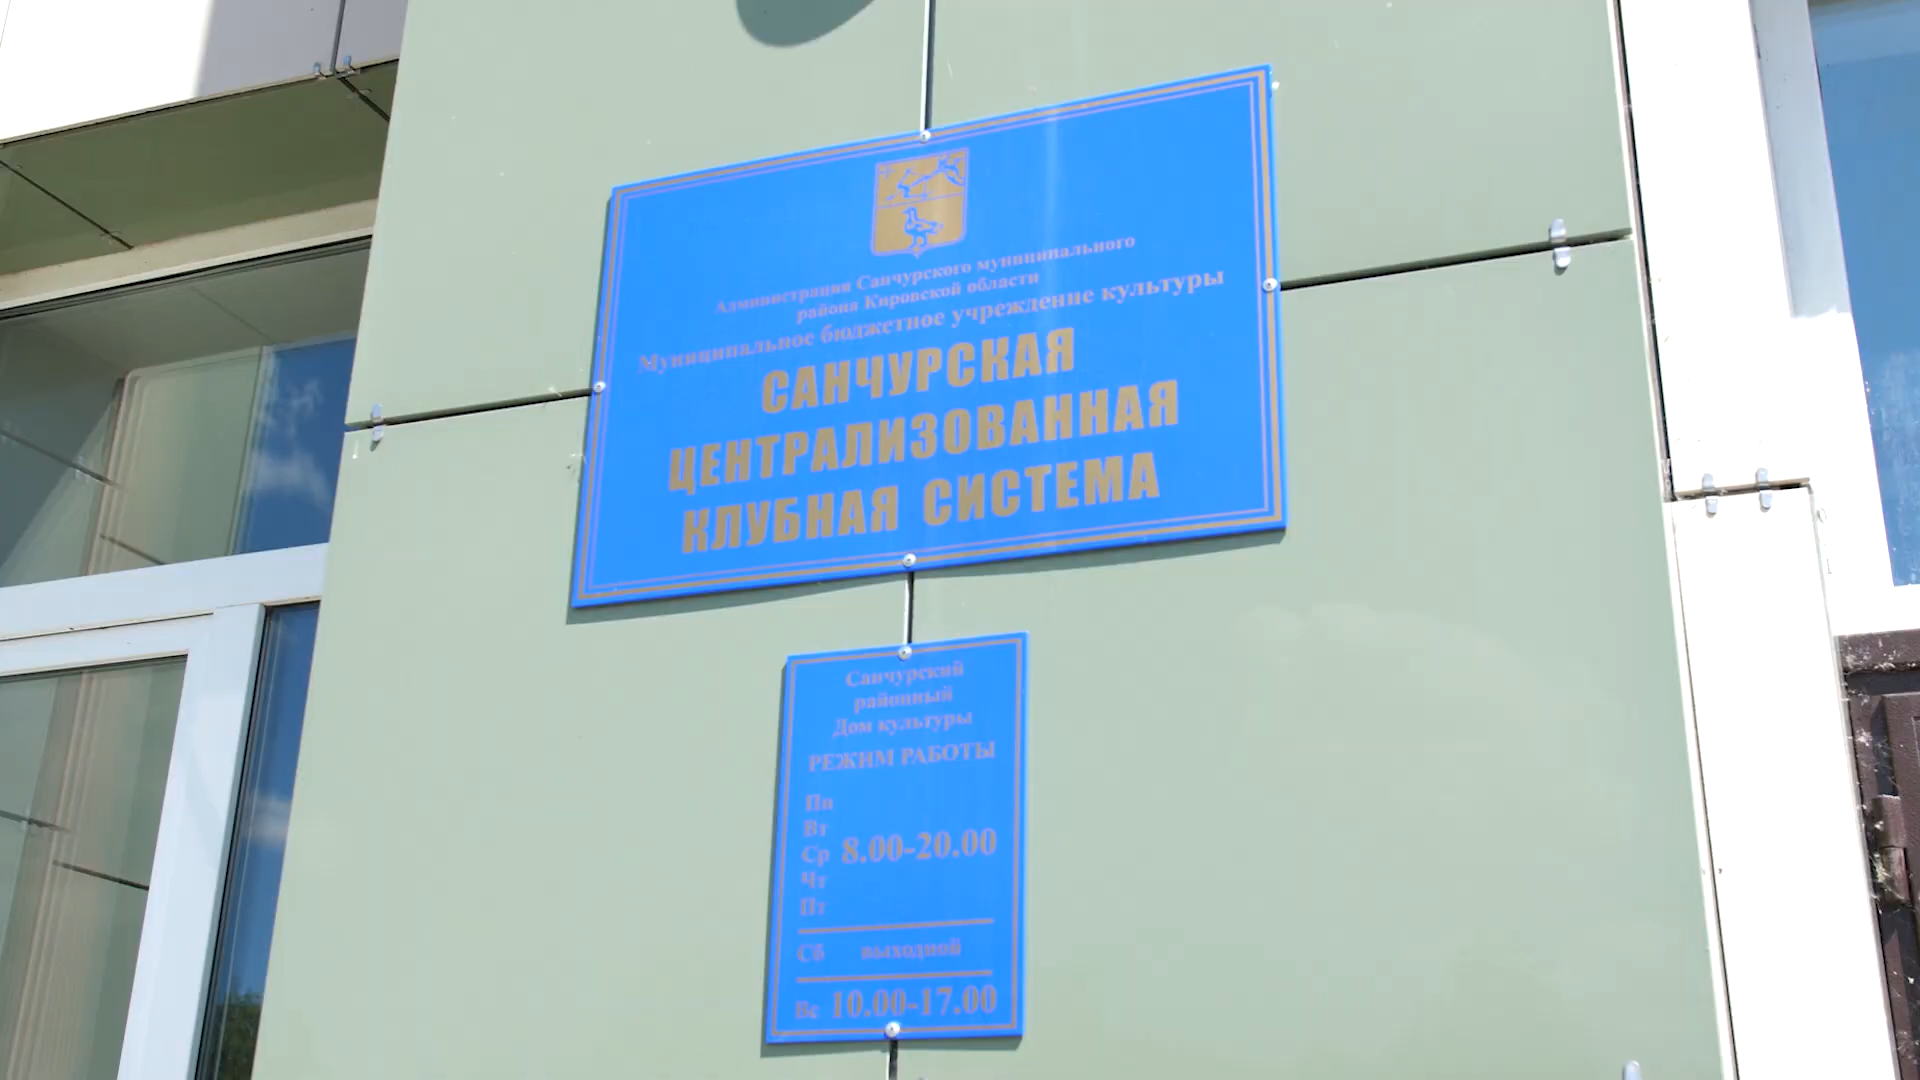 Администрация Санчурского муниципального
района Кировской области
Муниципальное бюджетное учреждение культуры
САНЧУРСКАЯ
ЦЕНТРАЛИЗОВАННАЯ
КЛУБНАЯ СИСТЕМА
Санчурский
районный
Дом культуры
РЕЖИМ РАБОТЫ
Пн
Вт
Ср 8.00-20.00
Чт
Пт
Сб выходной
Вс 10.00-17.00